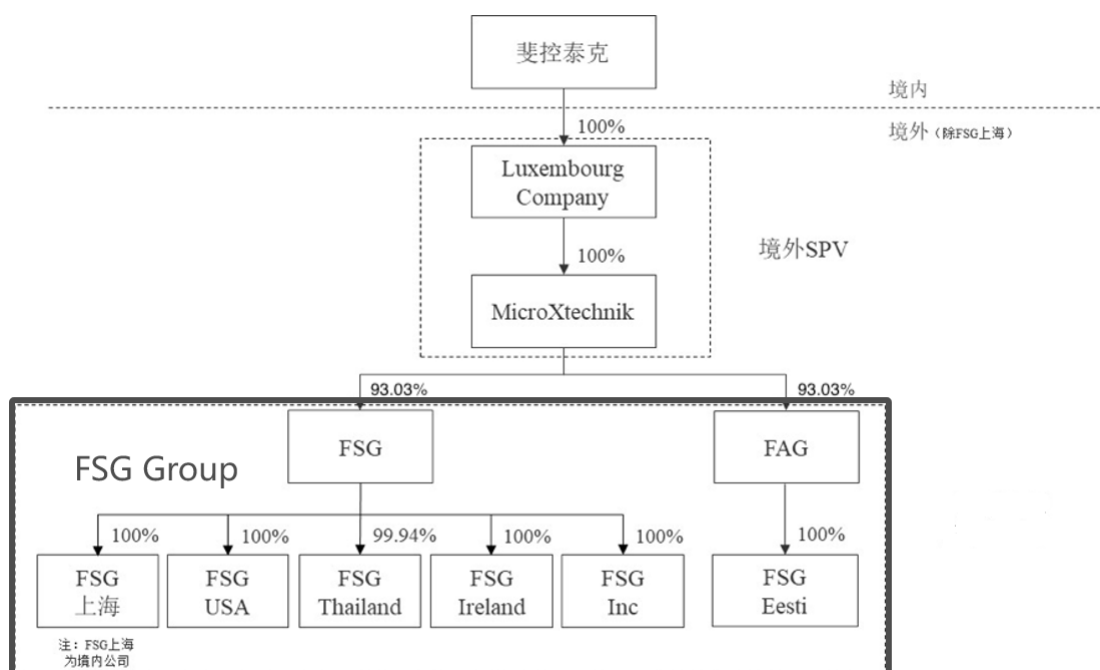 斐控泰克
境内
100%
境外（除FSG上海）
Luxembourg
Company
100%
境外SPV
MicroXtechnik
93.03%
93.03%
FSG Group
FSG
FAG
100%
100%
99.94%
100%
100%
100%
FSG
上海
FSG
USA
FSG
Thailand
FSG
Ireland
FSG
Inc
FSG
Eesti
注：FSG上海
为境内公司